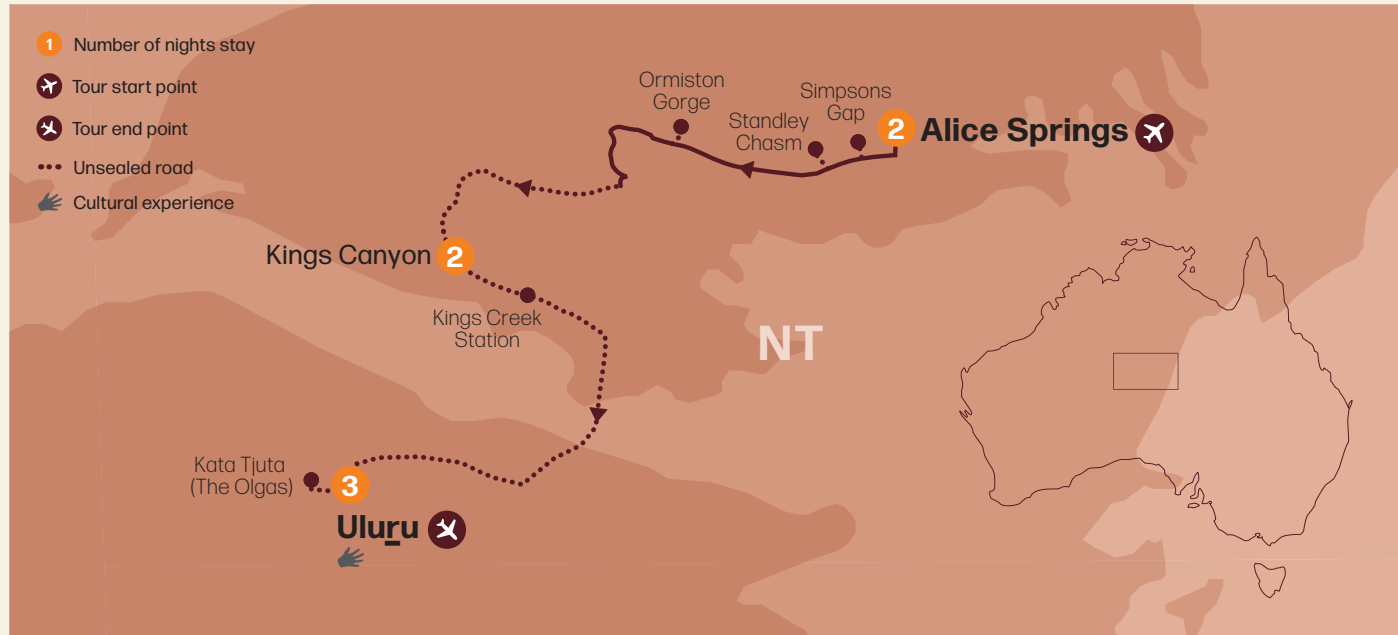 1 Number of nights stay
Tour start point
Tour end point
Unsealed road
Cultural experience
Ormiston
Gorge
Simpsons
Gap
Standley
Chasm
2 Alice Springs
Kings Canyon 2
Kings Creek
Station
NT
Kata Tjuta
(The Olgas)
3
Uluṟu